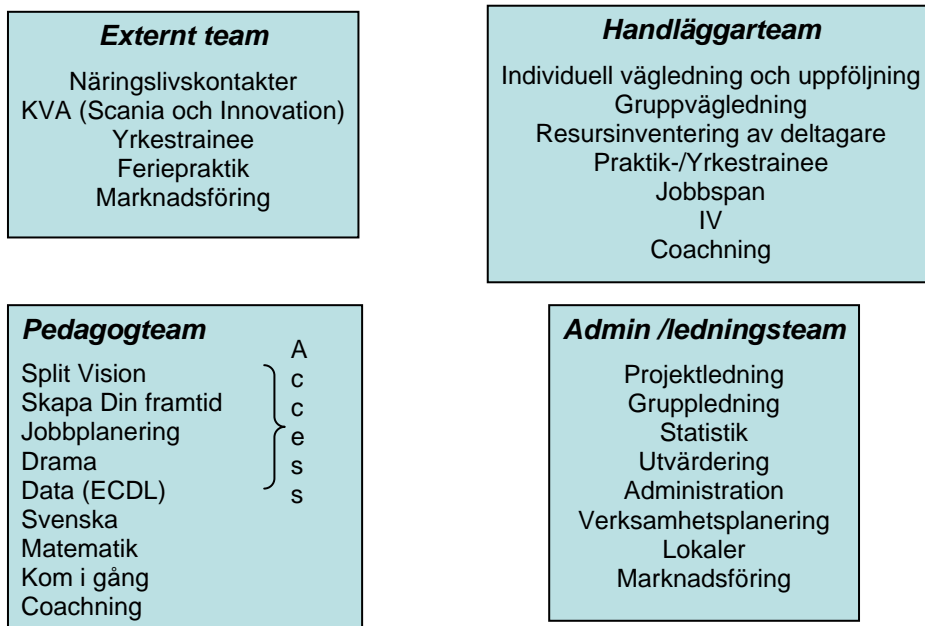 Externt team
Näringslivskontakter
KVA (Scania och Innovation)
Yrkestrainee
Feriepraktik
Marknadsföring
Handläggarteam
Individuell vägledning och uppföljning
Gruppvägledning
Resursinventering av deltagare
Praktik-/Yrkestrainee
Jobbspan
IV
Coachning
Pedagogteam
Split Vision
Skapa Din framtid
Jobbplanering
Drama
Data (ECDL)
Svenska
Matematik
Kom i gång
Coachning
A
c
c
e
s
s
Admin /ledningsteam
Projektledning
Gruppledning
Statistik
Utvärdering
Administration
Verksamhetsplanering
Lokaler
Marknadsföring